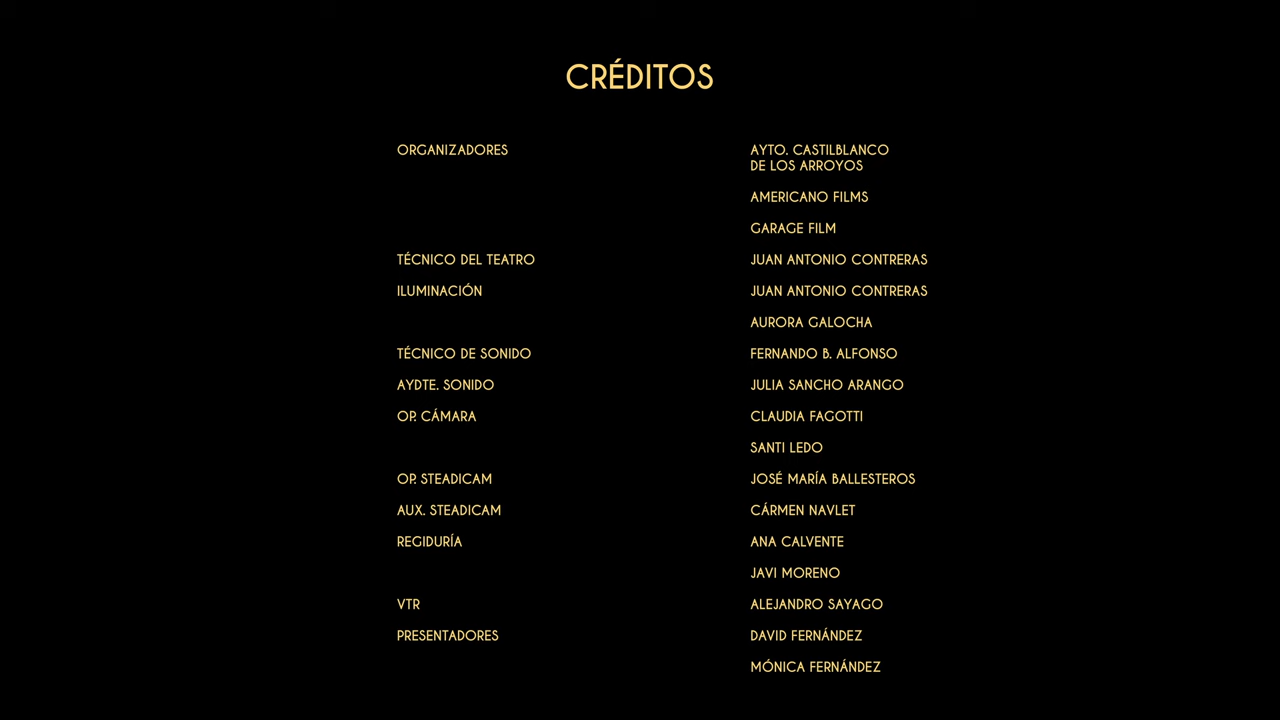 CRÉDITOS
ORGANIZADORES AYTO. CASTILBLANCO
DE LOS ARROYOS
AMERICANO FILMS
GARAGE FILM
TÉCNICO DEL TEATRO JUAN ANTONIO CONTRERAS
ILUMINACIÓN JUAN ANTONIO CONTRERAS
AURORA GALOCHA
TÉCNICO DE SONIDO FERNANDO B. ALFONSO
AYDTE. SONIDO JULIA SANCHO ARANGO
OP. CÁMARA CLAUDIA FAGOTTI
SANTI LEDO
OP. STEADICAM JOSÉ MARÍA BALLESTEROS
AUX. STEADICAM CÁRMEN NAVLET
REGIDURÍA ANA CALVENTE
JAVI MORENO
VTR ALEJANDRO SAYAGO
PRESENTADORES DAVID FERNÁNDEZ
MÓNICA FERNÁNDEZ